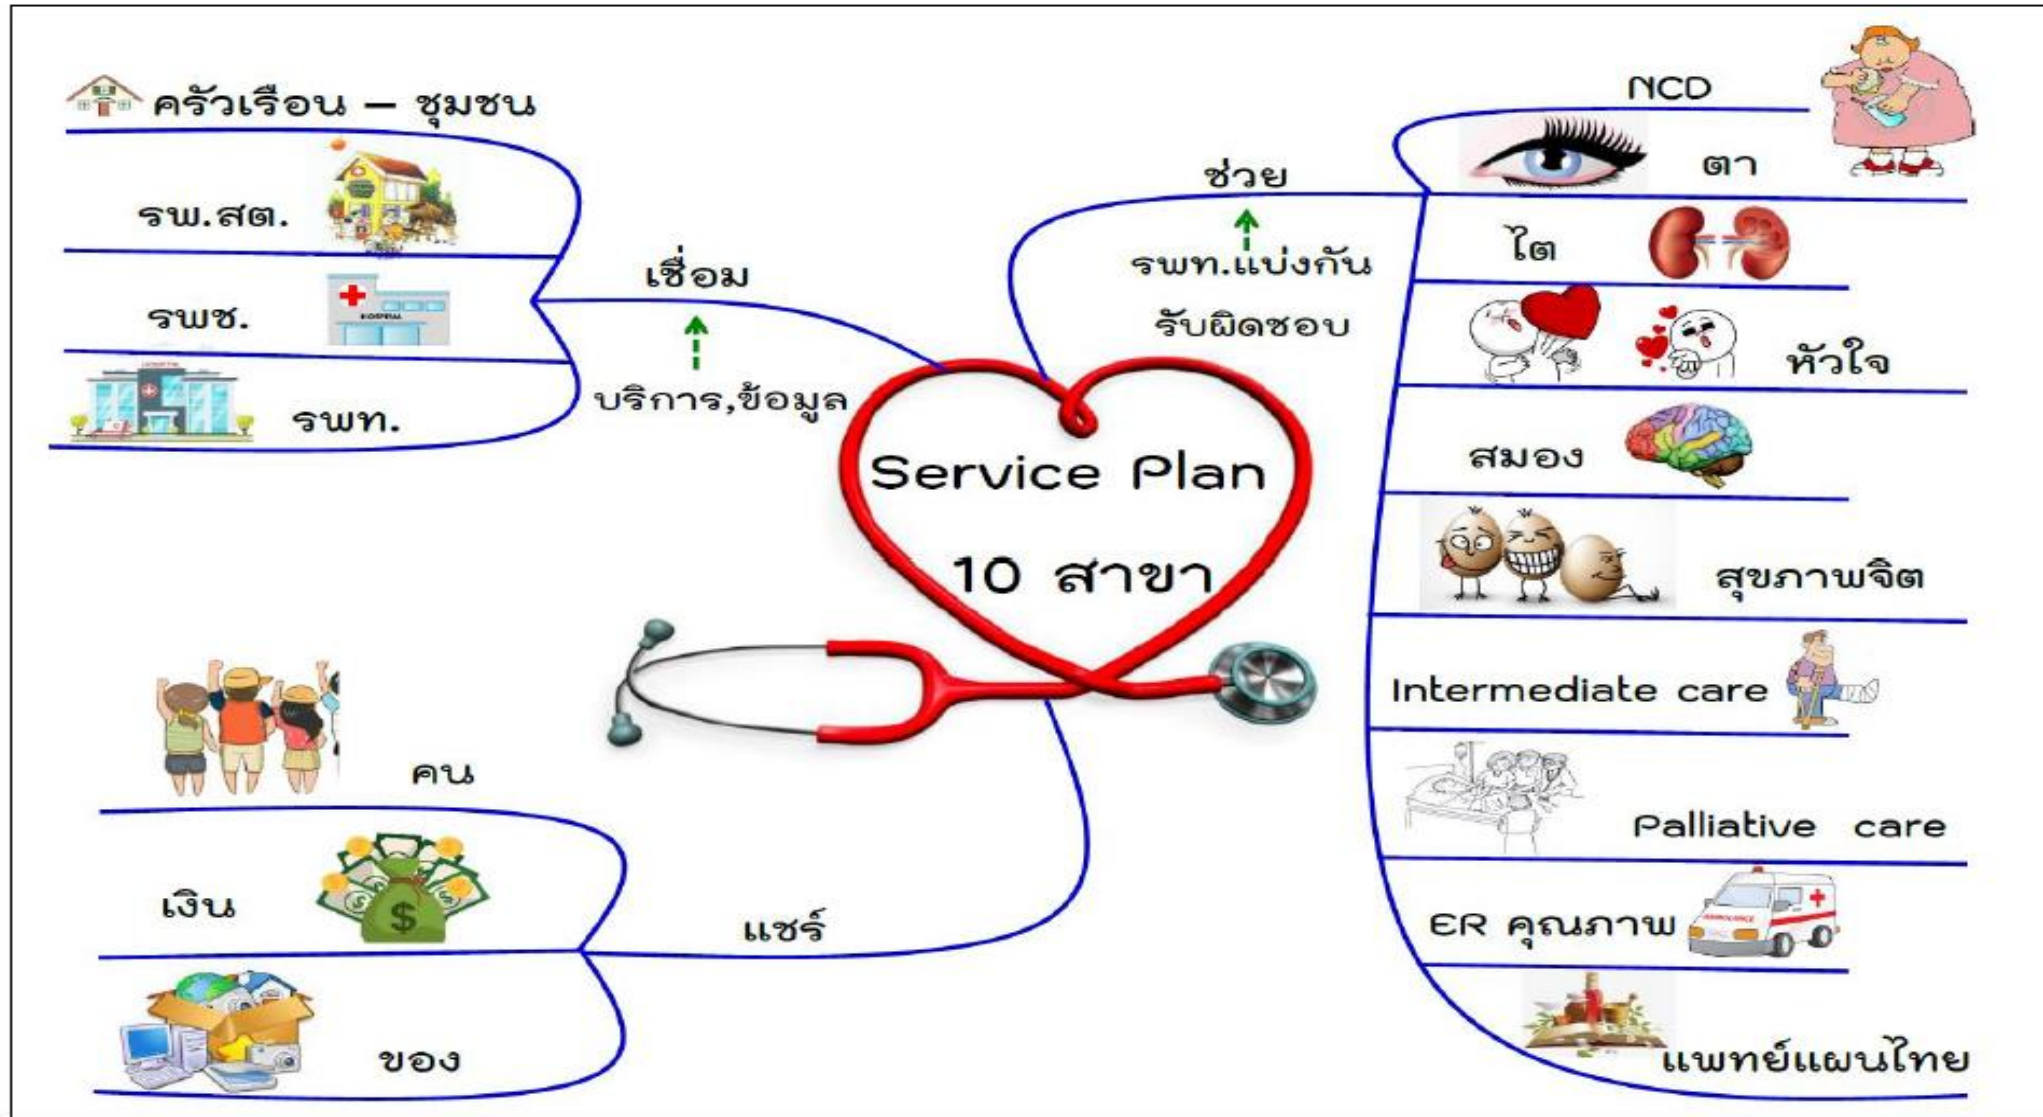 ครัวเรือน – ชุมชน
รพ.สต.
รพช.
HOSPITAL
HOSPITAL
รพท.
เชื่อม
บริการ,ข้อมูล
Service Plan
10 สาขา
ช่วย
รพท.แบ่งกัน
รับผิดชอบ
NCD
ตา
ไต
หัวใจ
สมอง
สุขภาพจิต
Intermediate care
Palliative care
ER คุณภาพ
AMBULANCE
แพทย์แผนไทย
แชร์
คน
เงิน
$
ของ